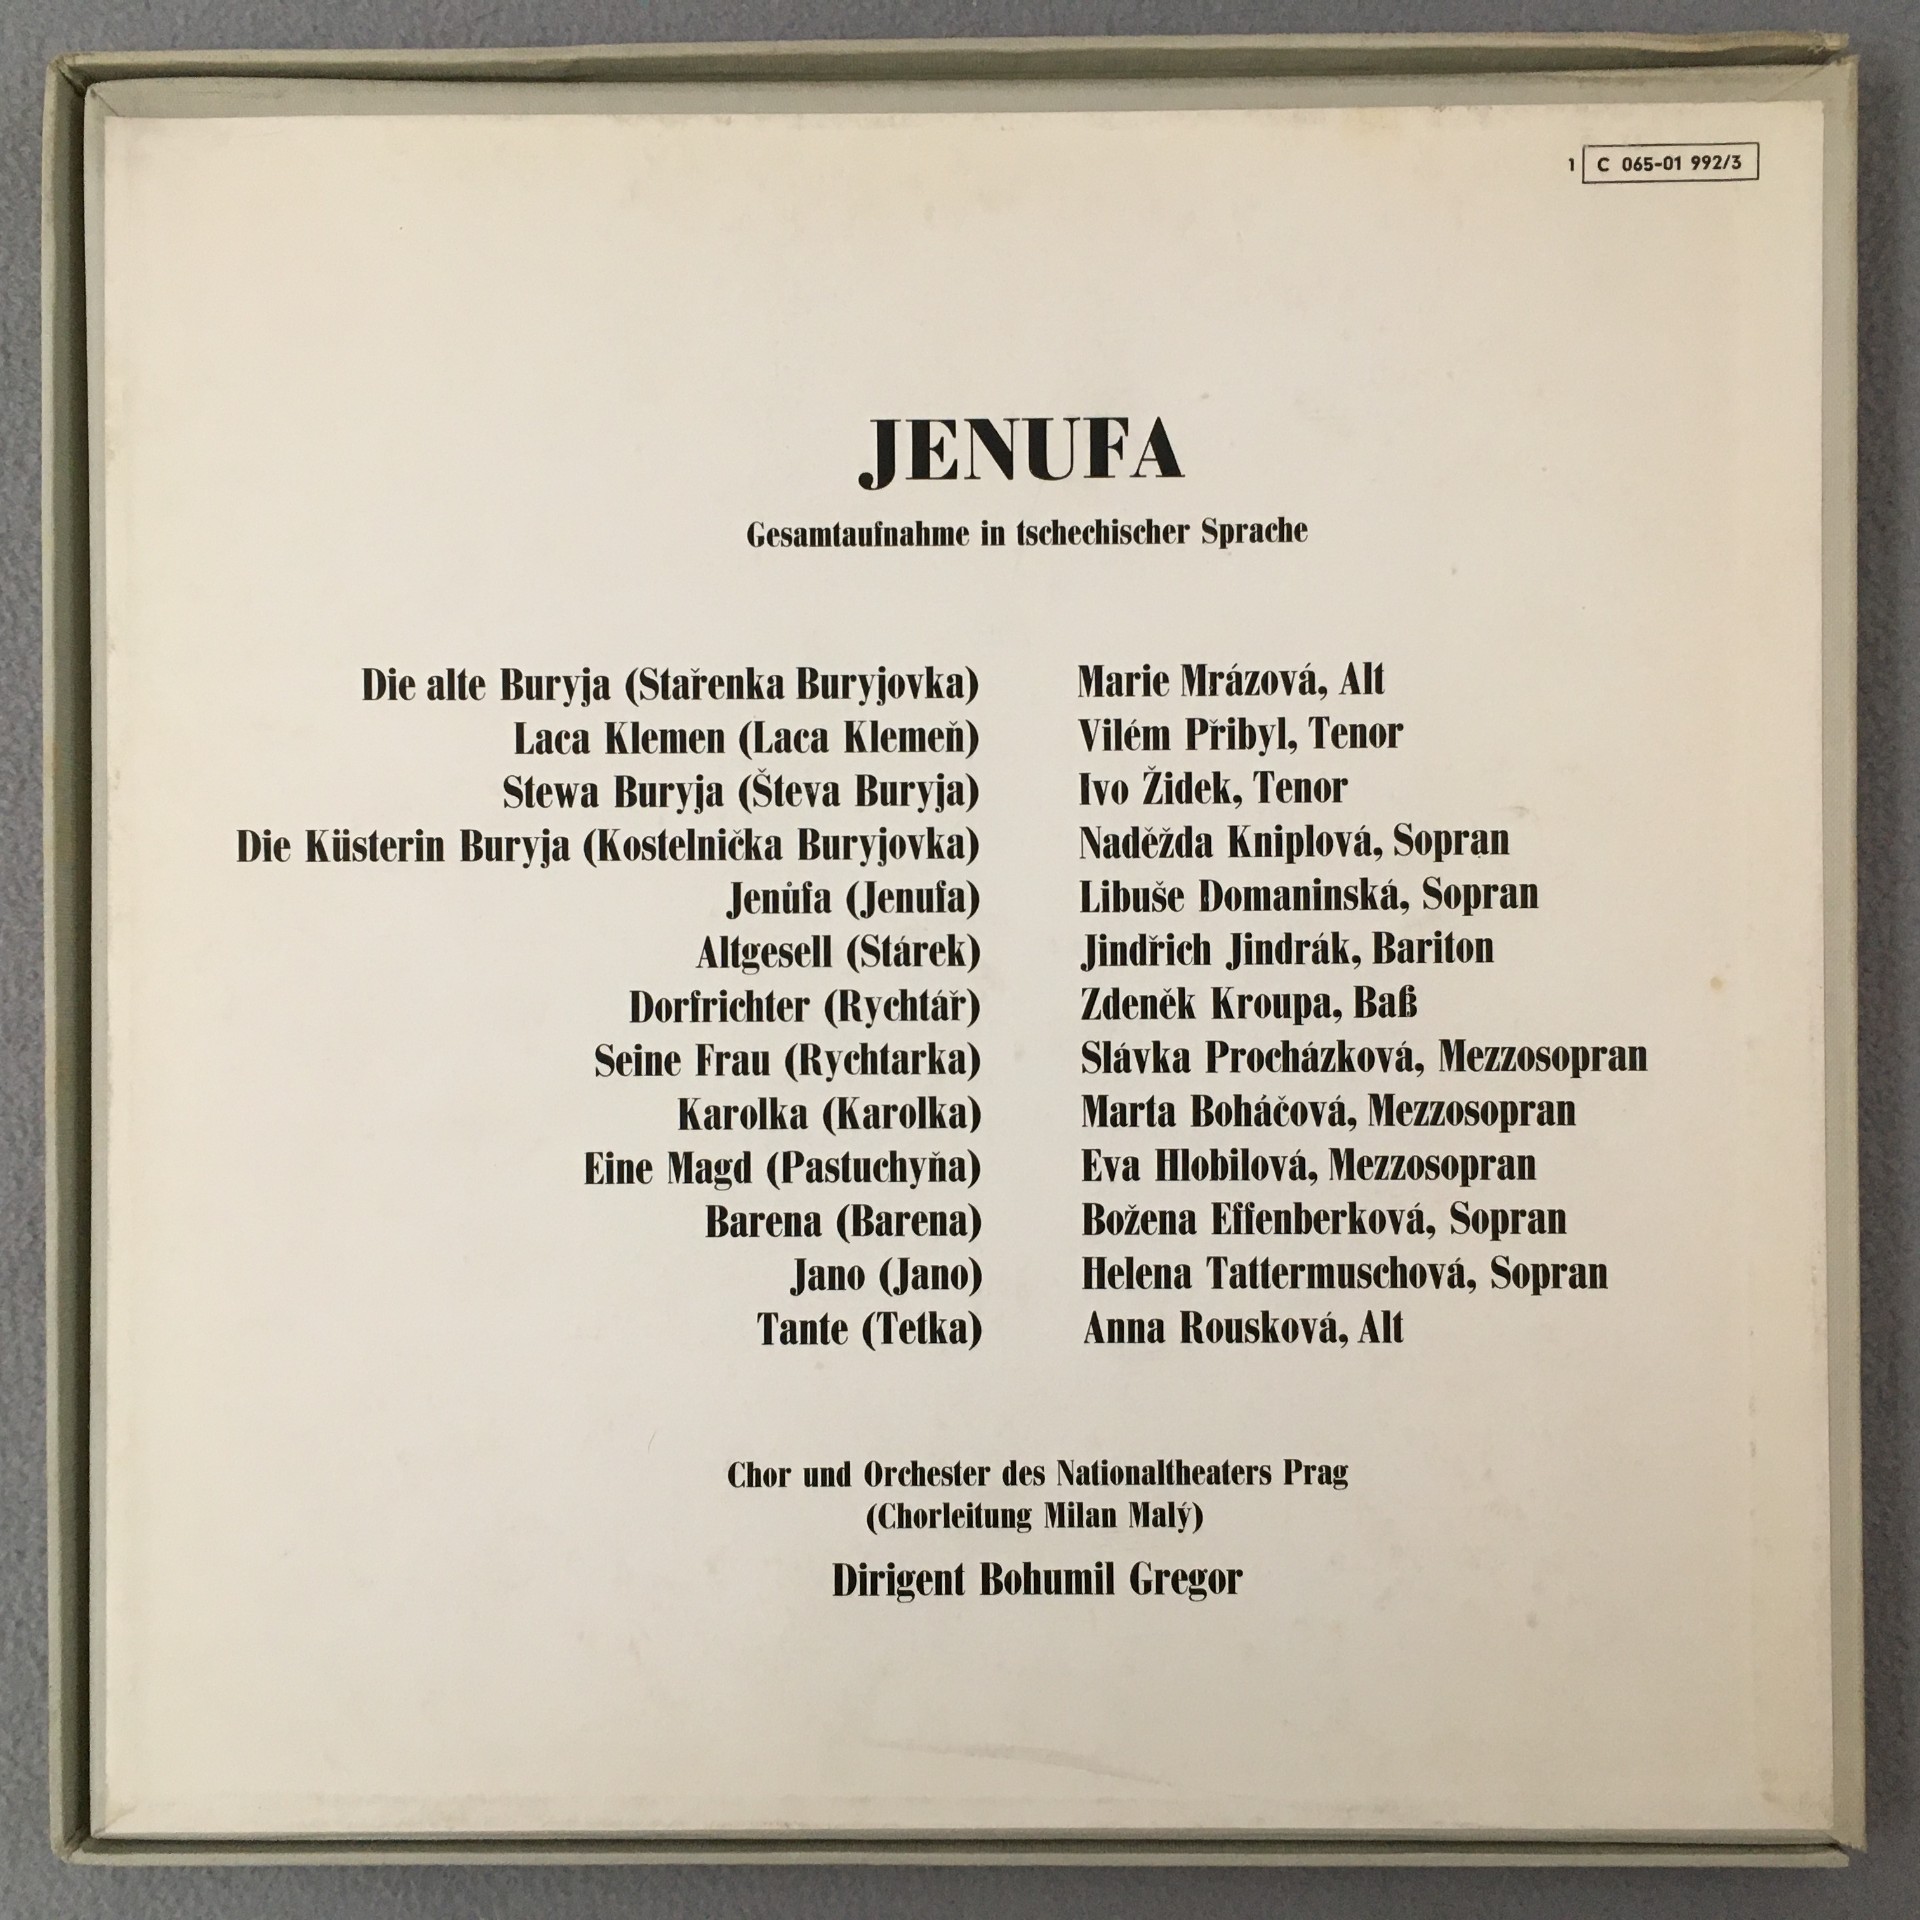 1 C 065-01 992/3
JENUFA
Gesamtaufnahme in tschechischer Sprache
Die alte Buryja (Stařenka Buryjovka) Marie Mrázová, Alt
Laca Klemen (Laca Klemeň) Vilém Přibyl, Tenor
Stewa Buryja (Števa Buryja) Ivo Židek, Tenor
Die Küsterin Buryja (Kostelnička Buryjovka) Naděžda Kniplová, Sopran
Jenůfa (Jenufa) Libuše Domaninská, Sopran
Altgesell (Stárek) Jindřich Jindrák, Bariton
Dorfrichter (Rychtář) Zdeněk Kroupa, Baß
Seine Frau (Rychtarka) Slávka Procházková, Mezzosopran
Karolka (Karolka) Marta Boháčová, Mezzosopran
Eine Magd (Pastuchyňa) Eva Hlobilová, Mezzosopran
Barena (Barena) Božena Effenberková, Sopran
Jano (Jano) Helena Tattermuschová, Sopran
Tante (Tetka) Anna Rousková, Alt
Chor und Orchester des Nationaltheaters Prag
(Chorleitung Milan Malý)
Dirigent Bohumil Gregor